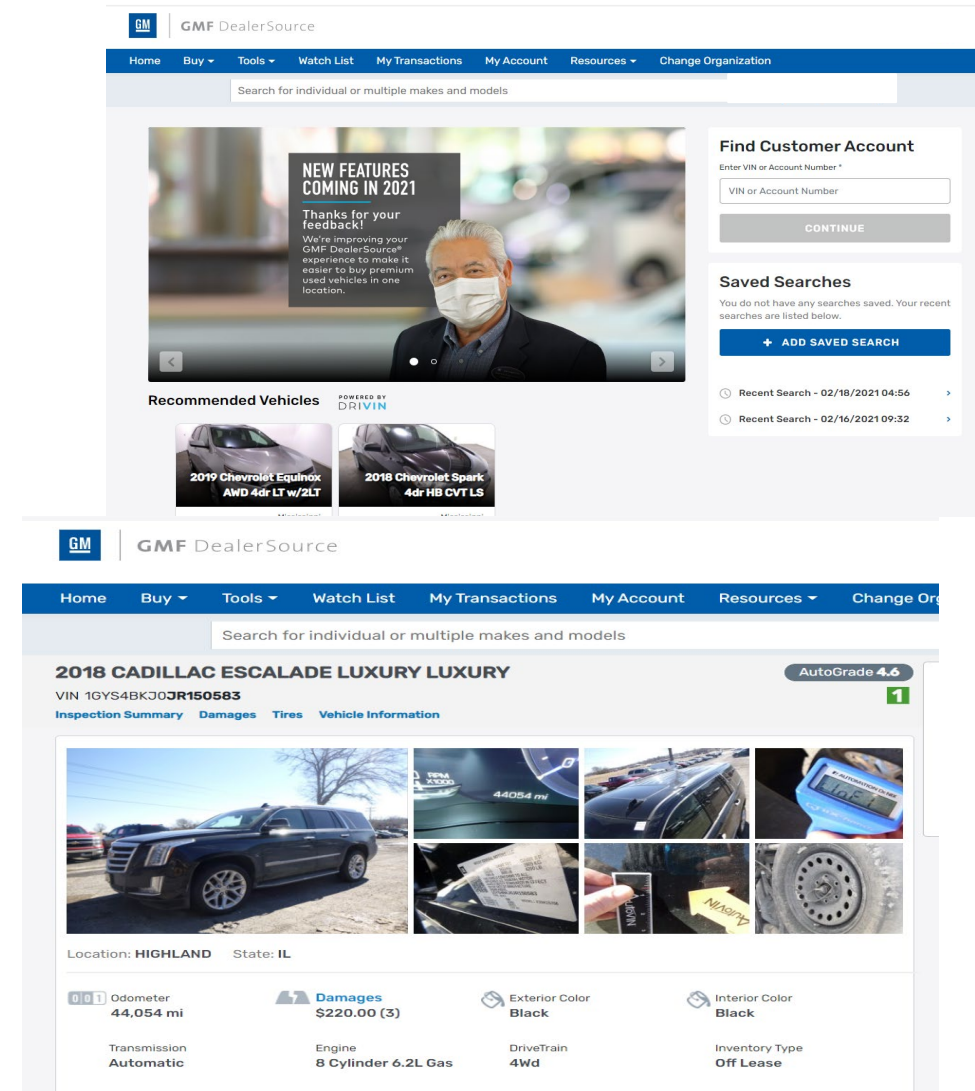 GM GMF DealerSource
Home Buy Tools Watch List My Transactions My Account Resources Change Organization
Search for individual or multiple makes and models
NEW FEATURES
COMING IN 2021
Thanks for your
feedback!
We're improving your
GMF DealerSource®
experience to make it
easier to buy premium
used vehicles in one
location.
Find Customer Account
Enter VIN or Account Number *
VIN or Account Number
CONTINUE
Saved Searches
You do not have any searches saved. Your recent
searches are listed below.
+ ADD SAVED SEARCH
Recent Search - 02/18/2021 04:56
Recent Search - 02/16/2021 09:32
Recommended Vehicles POWERED BY
DRIVIN
2019 Chevrolet Equinox
AWD 4dr LT w/2LT
2018 Chevrolet Spark
4dr HB CVT LS
GM GMF DealerSource
Home Buy Tools Watch List My Transactions My Account Resources Change Org
Search for individual or multiple makes and models
2018 CADILLAC ESCALADE LUXURY LUXURY
AutoGrade 4.6
VIN 1GYS4BKJ0JR150583
1
Inspection Summary Damages Tires Vehicle Information
RPM
X1000
44054 mi
AutoVIN
Location: HIGHLAND State: IL
001 Odometer
44,054 mi
Damages
$220.00 (3)
Exterior Color
Black
Interior Color
Black
Transmission
Automatic
Engine
8 Cylinder 6.2L Gas
DriveTrain
4Wd
Inventory Type
Off Lease